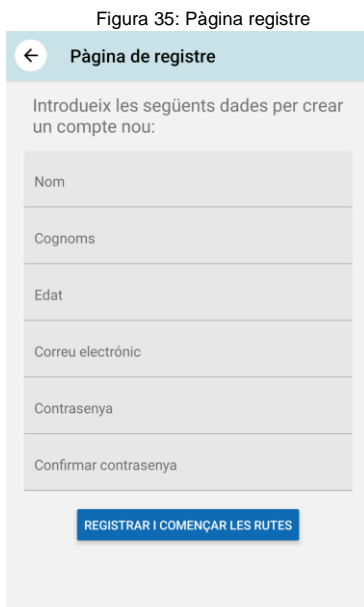 Figura 35: Pàgina registre
Pàgina de registre
Introdueix les següents dades per crear
un compte nou:
Nom
Cognoms
Edat
Correu electrónic
Contrasenya
Confirmar contrasenya
REGISTRAR I COMENÇAR LES RUTES